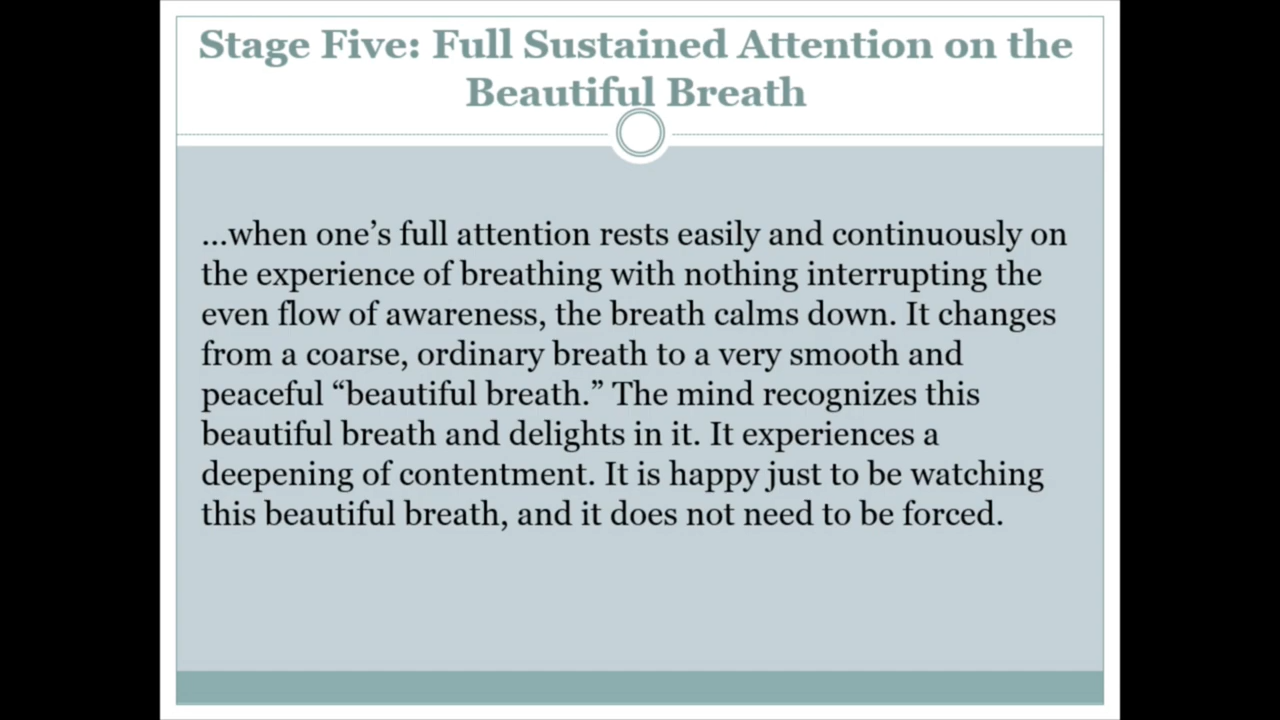 Stage Five: Full Sustained Attention on the
Beautiful Breath
...when one’s full attention rests easily and continuously on
the experience of breathing with nothing interrupting the
even flow of awareness, the breath calms down. It changes
from a coarse, ordinary breath to a very smooth and
peaceful “beautiful breath.” The mind recognizes this
beautiful breath and delights in it. It experiences a
deepening of contentment. It is happy just to be watching
this beautiful breath, and it does not need to be forced.